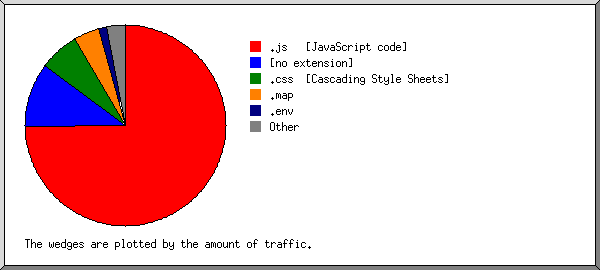 .js   [JavaScript code]
[no extension]
.css  [Cascading Style Sheets]
.map
.env
Other
The wedges are plotted by the amount of traffic.